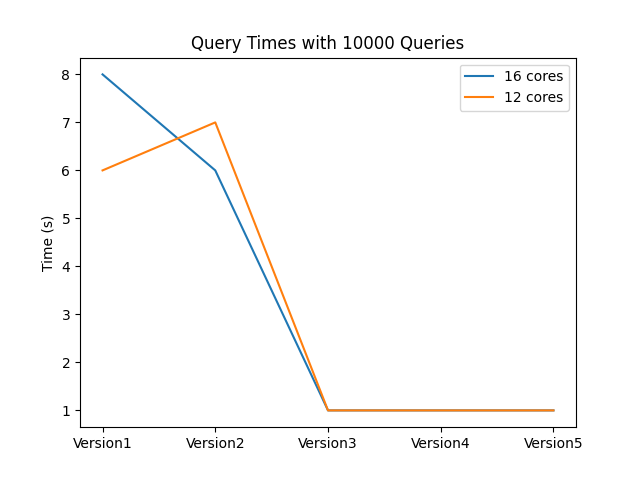 Query Times with 10000 Queries
16 cores
12 cores
Time (s)
8
7
6
5
4
3
2
1
Version1 Version2 Version3 Version4 Version5